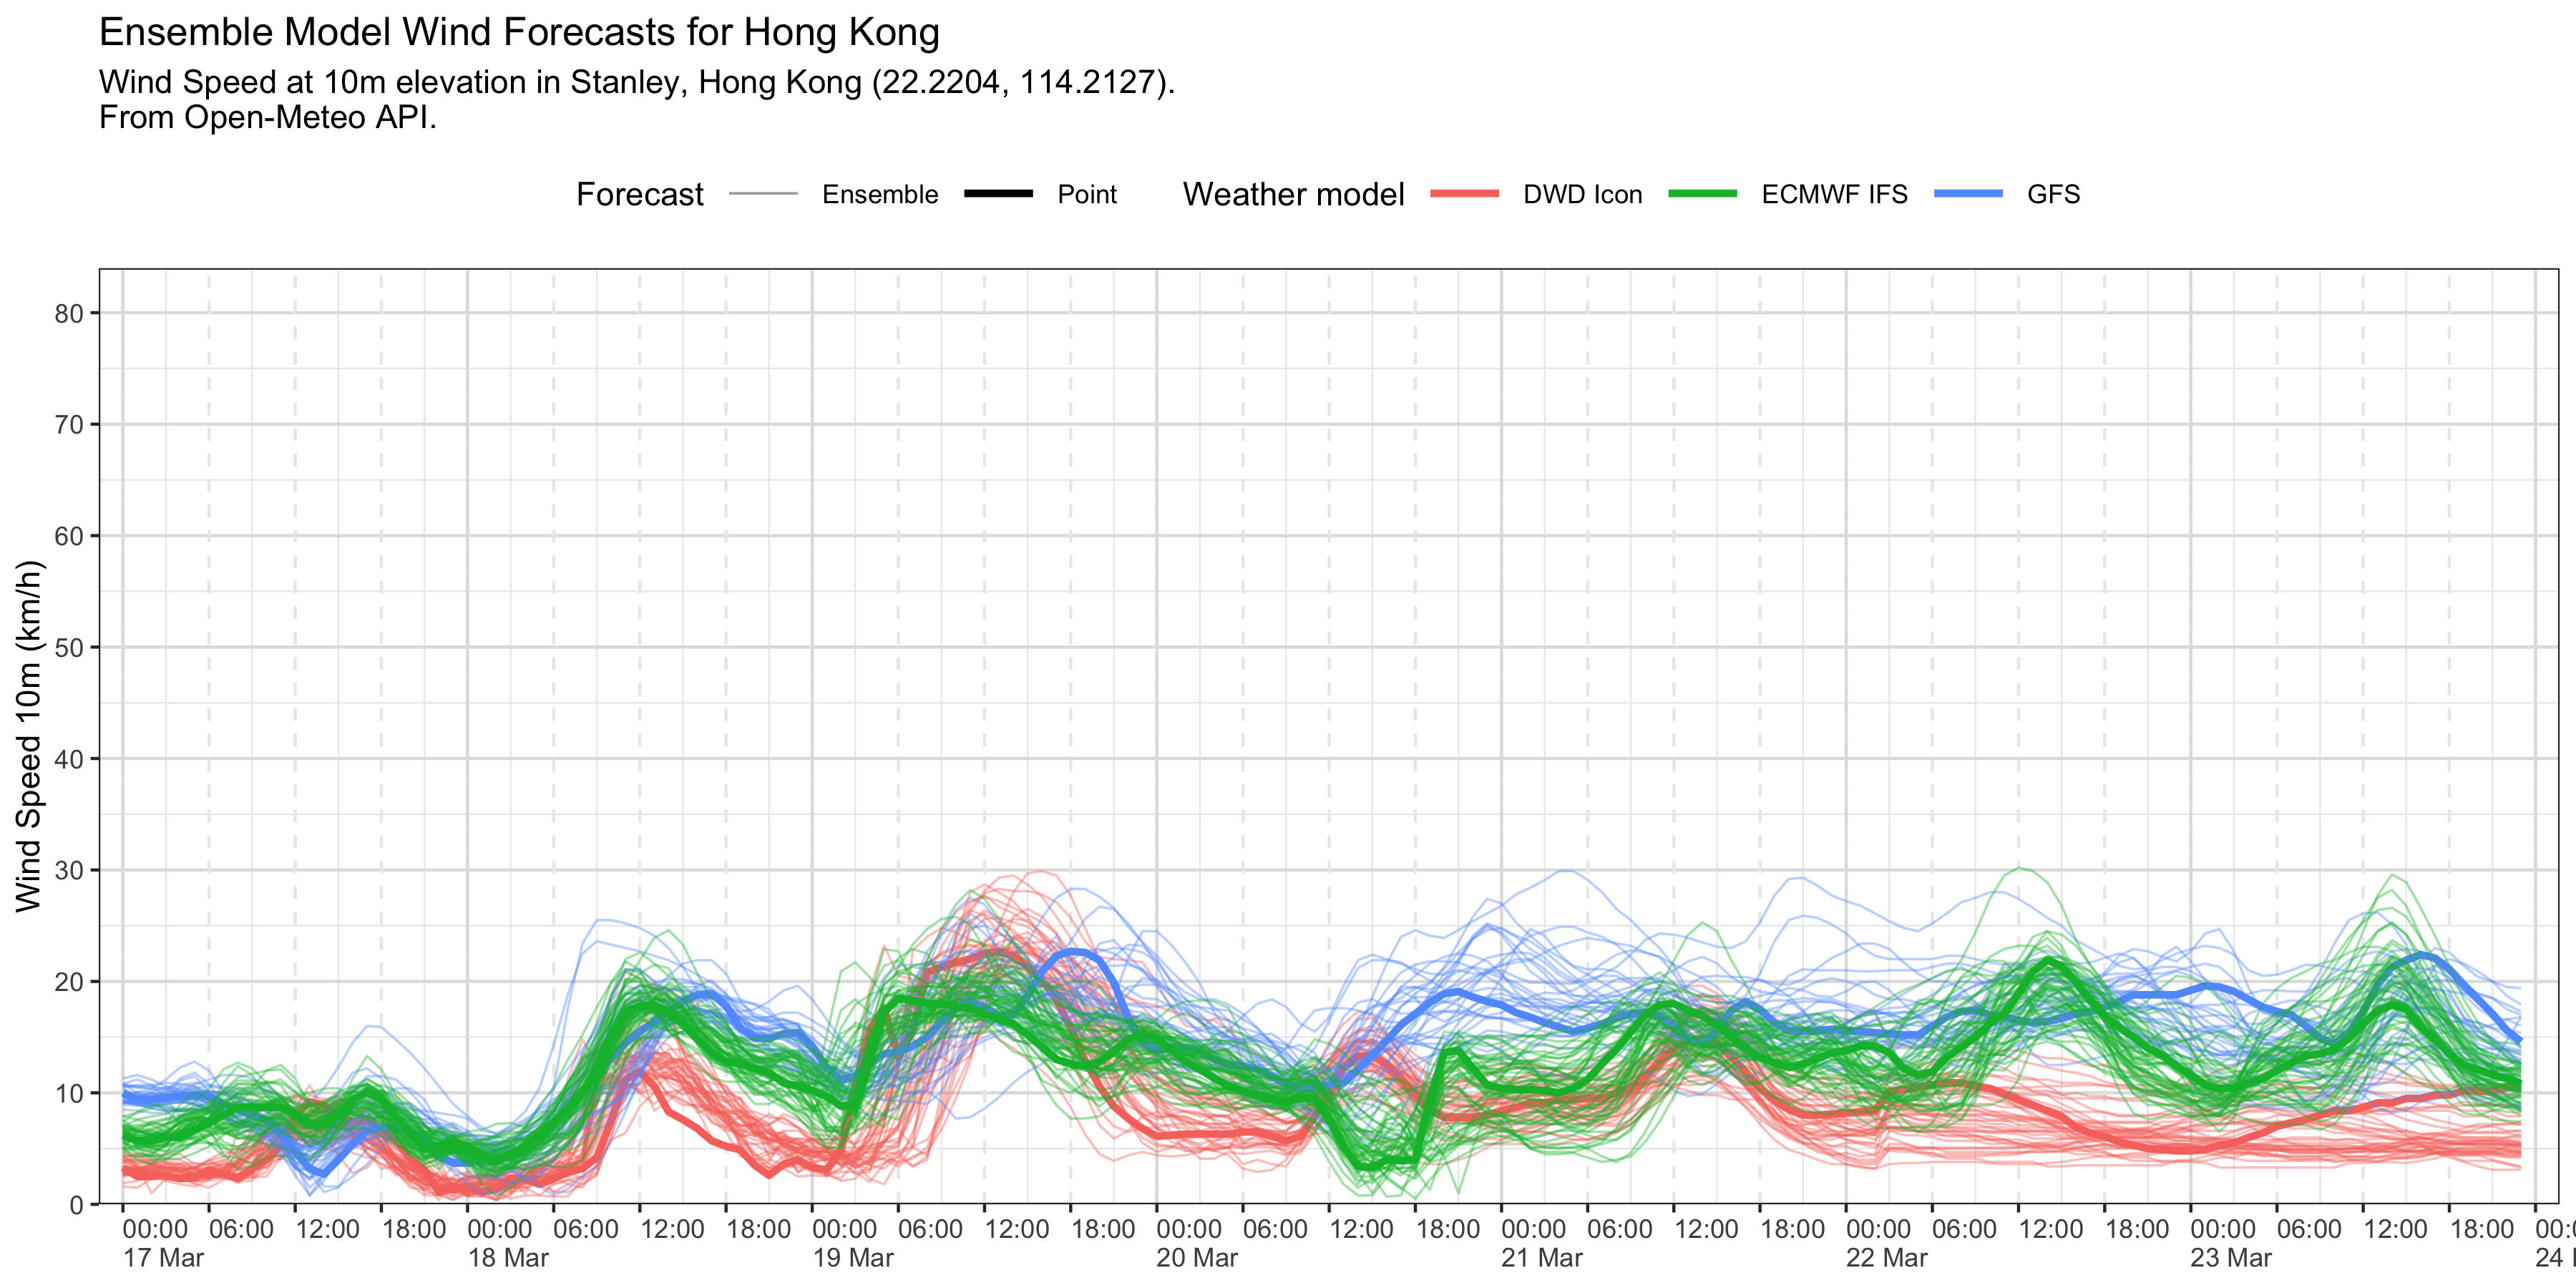 Ensemble Model Wind Forecasts for Hong Kong
Wind Speed at 10m elevation in Stanley, Hong Kong (22.2204, 114.2127).
From Open-Meteo API.
Forecast Ensemble Point Weather model DWD Icon ECMWF IFS GFS
Wind Speed 10m (km/h)
80
70
60
50
40
30
20
10
0
00:00 06:00 12:00 18:00 00:00 06:00 12:00 18:00 00:00 06:00 12:00 18:00 00:00 06:00 12:00 18:00 00:00 06:00 12:00 18:00 00:00 06:00 12:00 18:00 00:00 06:00 12:00 18:00
17 Mar 18 Mar 19 Mar 20 Mar 21 Mar 22 Mar 23 Mar 24